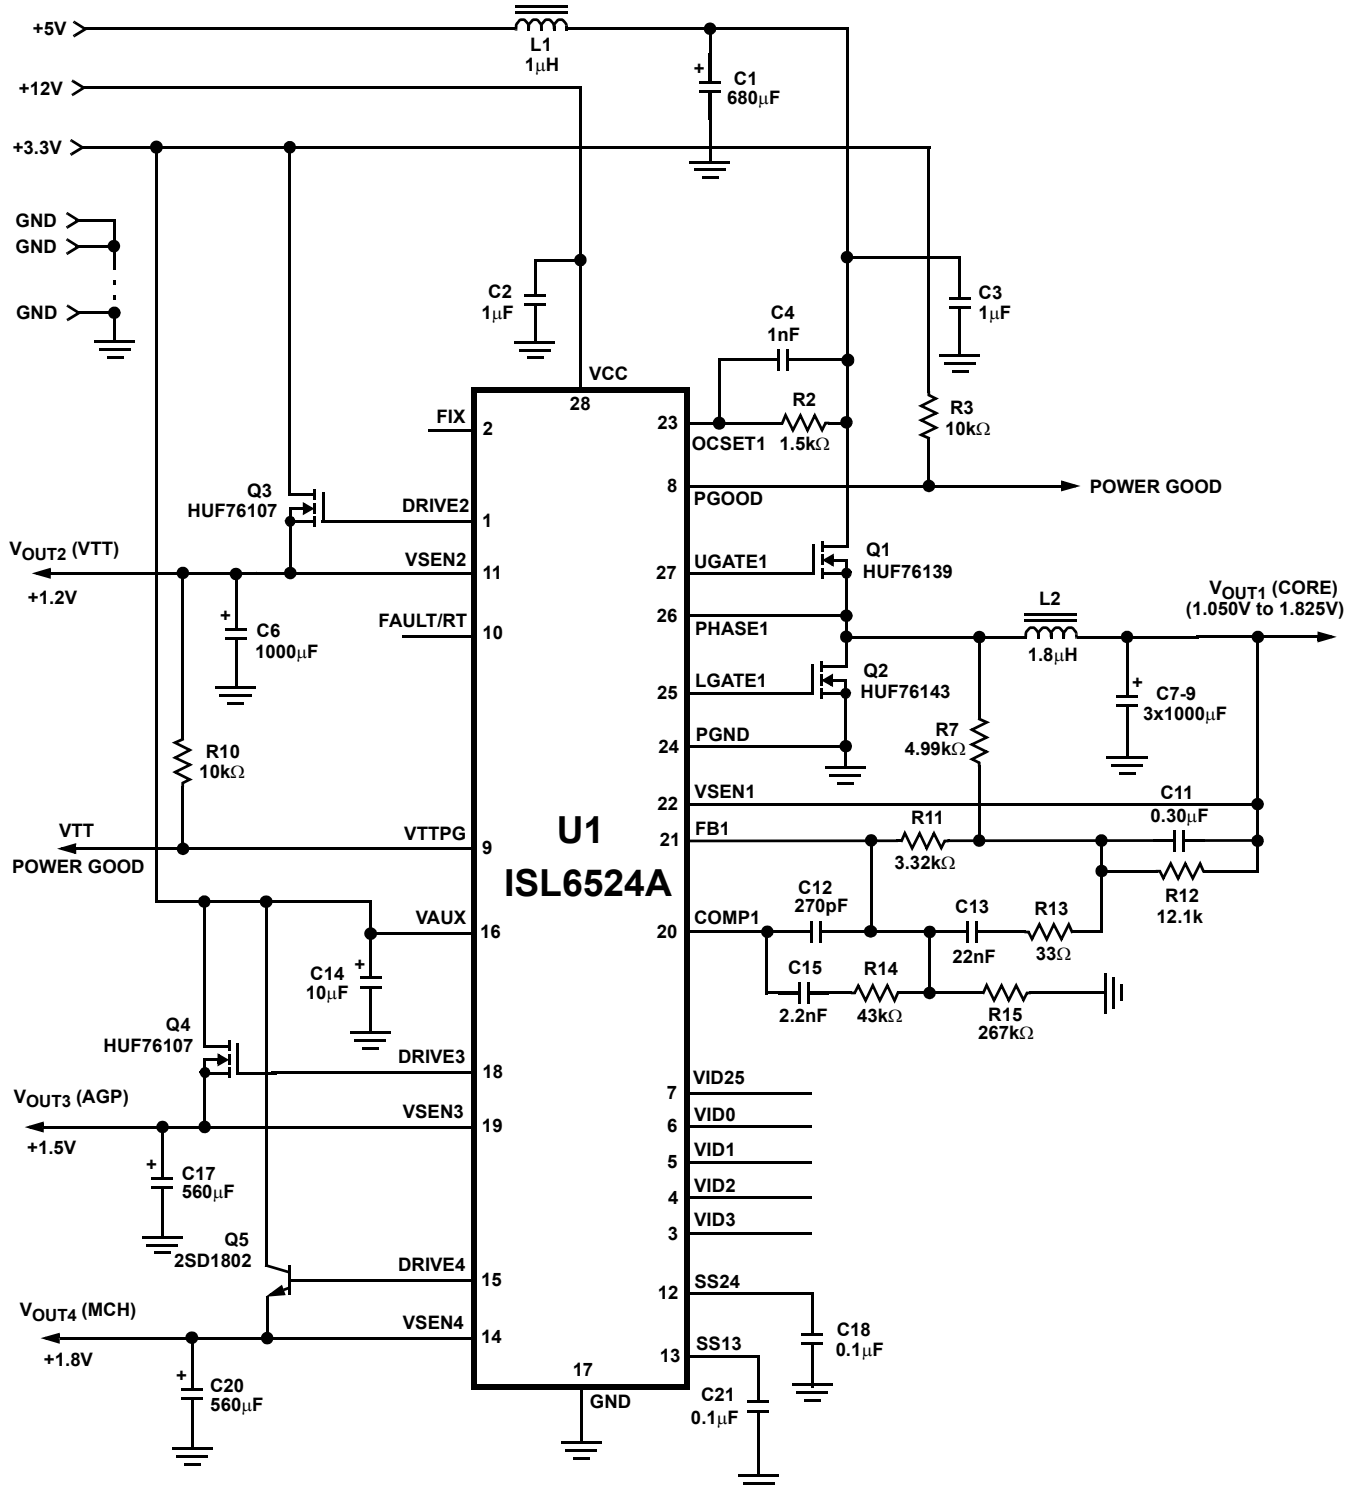 +5V
L1
1μH
+
C1
680μF
+12V
+3.3V
GND
GND
GND
C2
1μF
C3
1μF
C4
1nF
VCC
28
FIX
2
23
OCSET1
R2
1.5kΩ
R3
10kΩ
8
PGOOD
POWER GOOD
Q3
HUF76107
DRIVE2
1
VOUT2 (VTT)
+1.2V
VSEN2
11
27
UGATE1
Q1
HUF76139
+
C6
1000μF
FAULT/RT
10
26
PHASE1
L2
1.8μH
VOUT1 (CORE)
(1.050V to 1.825V)
25
LGATE1
Q2
HUF76143
+
C7-9
3x1000μF
24
PGND
R7
4.99kΩ
R10
10kΩ
22
VSEN1
C11
0.30μF
VTT
POWER GOOD
VTTPG
9
U1
ISL6524A
21
FB1
R11
3.32kΩ
R12
12.1k
VAUX
16
20
COMP1
C12
270pF
C13
22nF
R13
33Ω
+
C14
10μF
C15
2.2nF
R14
43kΩ
R15
267kΩ
Q4
HUF76107
DRIVE3
18
7
VID25
VOUT3 (AGP)
+1.5V
VSEN3
19
6
VID0
5
VID1
4
VID2
3
VID3
+
C17
560μF
Q5
2SD1802
DRIVE4
15
12
SS24
C18
0.1μF
VOUT4 (MCH)
+1.8V
VSEN4
14
13
SS13
C21
0.1μF
+
C20
560μF
17
GND